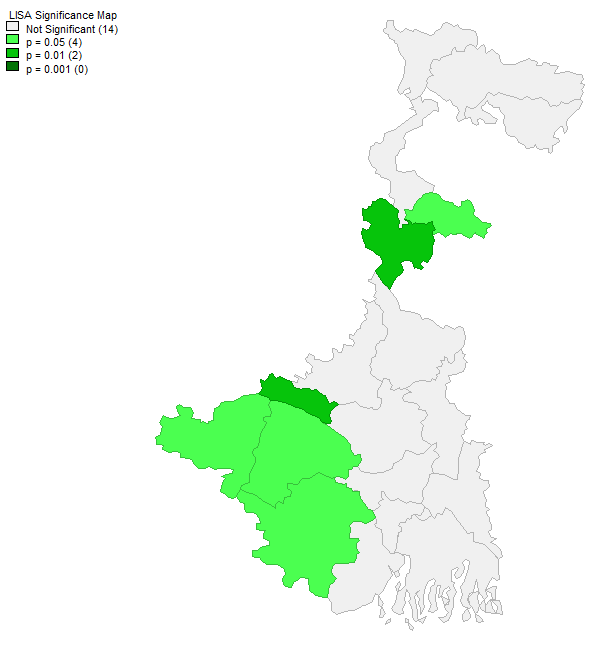 LISA Significance Map
Not Significant (14)
p = 0.05 (4)
p = 0.01 (2)
p = 0.001 (0)